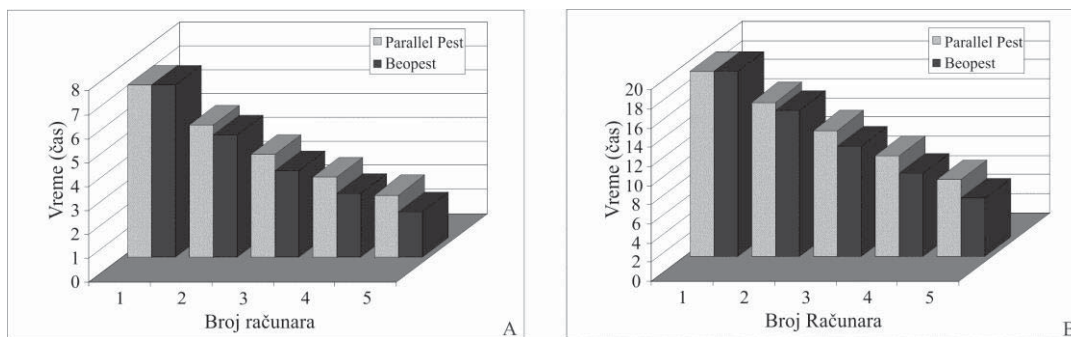 Parallel Pest
Beopest
8
7
6
5
4
3
2
1
0
Vreme (čas)
1 2 3 4 5
Broj računara
A
Parallel Pest
Beopest
20
18
16
14
12
10
8
6
4
2
0
Vreme (čas)
1 2 3 4 5
Broj Računara
B